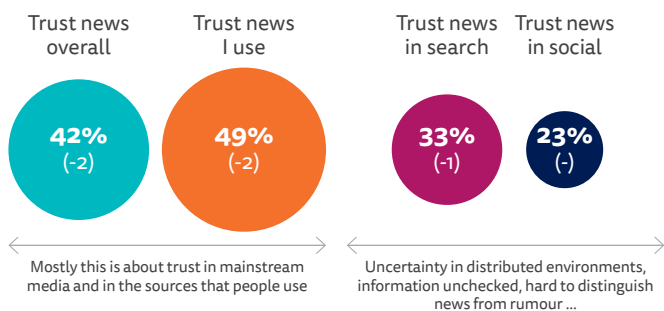 Trust news
overall
Trust news
I use
Trust news
in search
Trust news
in social
42%
(-2)
49%
(-2)
33%
(-1)
23%
(-)
Mostly this is about trust in mainstream
media and in the sources that people use
Uncertainty in distributed environments,
information unchecked, hard to distinguish
news from rumour ...